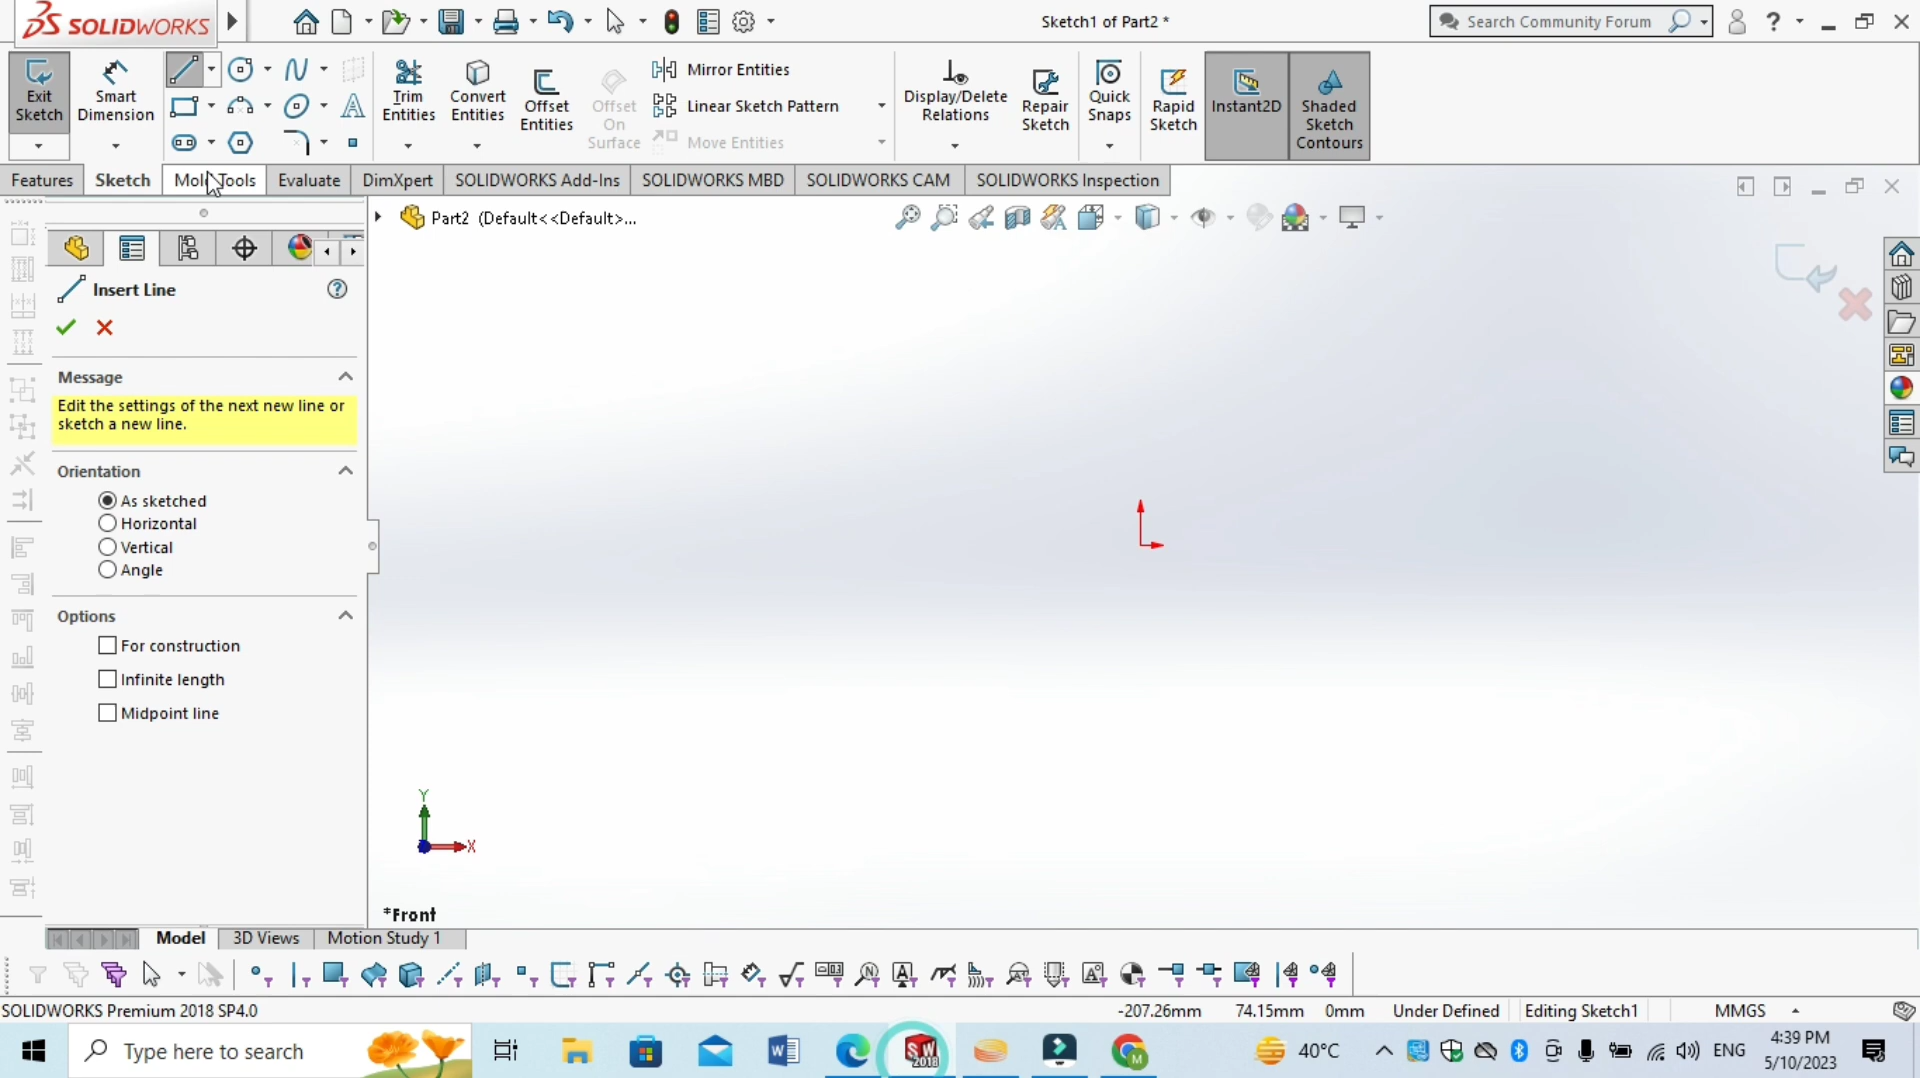 SOLIDWORKS
Sketch1 of Part2 *
Search Community Forum
Exit Sketch
Smart Dimension
Trim Entities
Convert Entities
Offset Entities
Offset On Surface
Mirror Entities
Linear Sketch Pattern
Move Entities
Display/Delete Relations
Repair Sketch
Quick Snaps
Rapid Sketch
Instant2D
Shaded Sketch Contours
Features Sketch Mold Tools Evaluate DimXpert SOLIDWORKS Add-Ins SOLIDWORKS MBD SOLIDWORKS CAM SOLIDWORKS Inspection
Part2 (Default<<Default>...
Insert Line
Message
Edit the settings of the next new line or
sketch a new line.
Orientation
As sketched
Horizontal
Vertical
Angle
Options
For construction
Infinite length
Midpoint line
Y
X
*Front
Model 3D Views Motion Study 1
SOLIDWORKS Premium 2018 SP4.0
-207.26mm 74.15mm 0mm Under Defined Editing Sketch1 MMGS
Type here to search
SW
2018
M
40°C
ENG
4:39 PM
5/10/2023